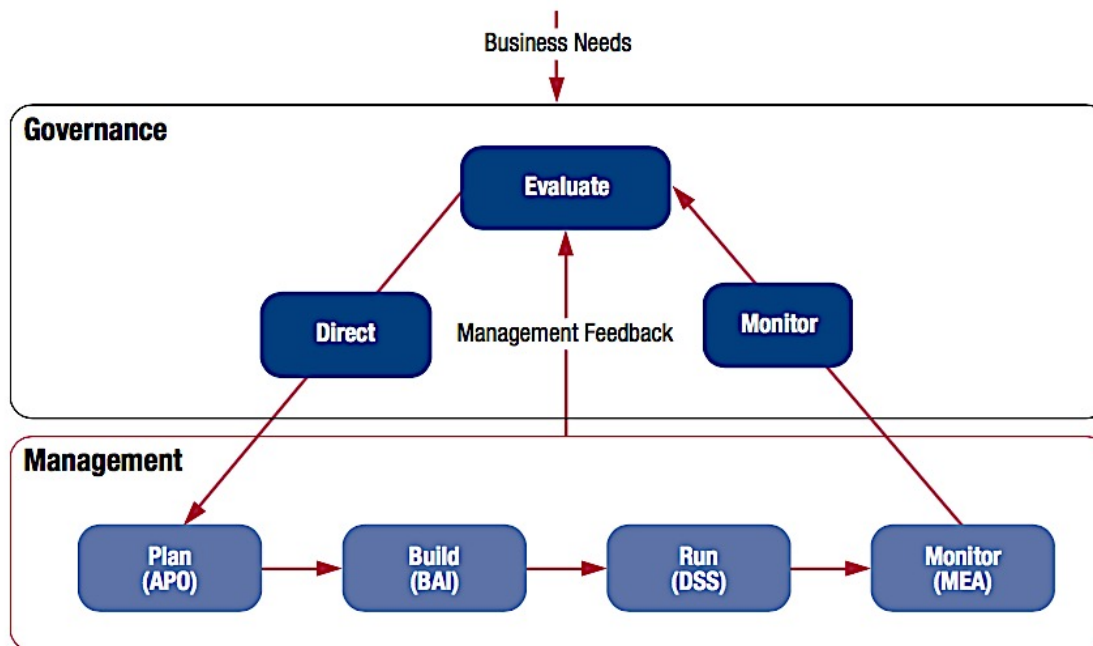 Business Needs
Governance
Evaluate
Direct
Management Feedback
Monitor
Management
Plan
(APO)
Build
(BAI)
Run
(DSS)
Monitor
(MEA)